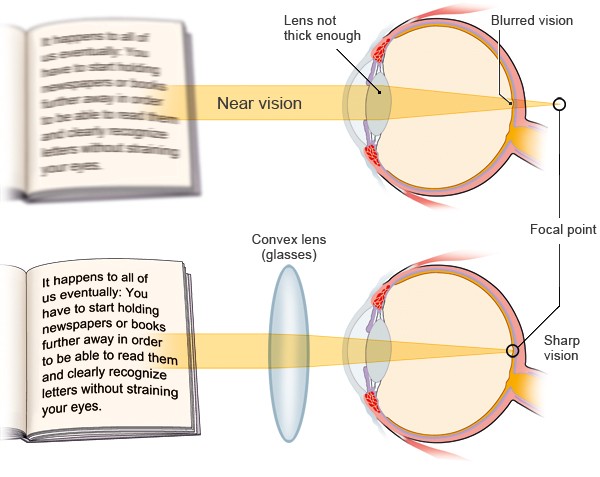 It happens to all of
us eventually: You
have to start holding
newspapers or books
further away in order
to be able to read them
and clearly recognize
letters without straining
your eyes.
Near vision
Lens not
thick enough
Blurred vision
Focal point
Convex lens
(glasses)
It happens to all of
us eventually: You
have to start holding
newspapers or books
further away in order
to be able to read them
and clearly recognize
letters without straining
your eyes.
Sharp
vision